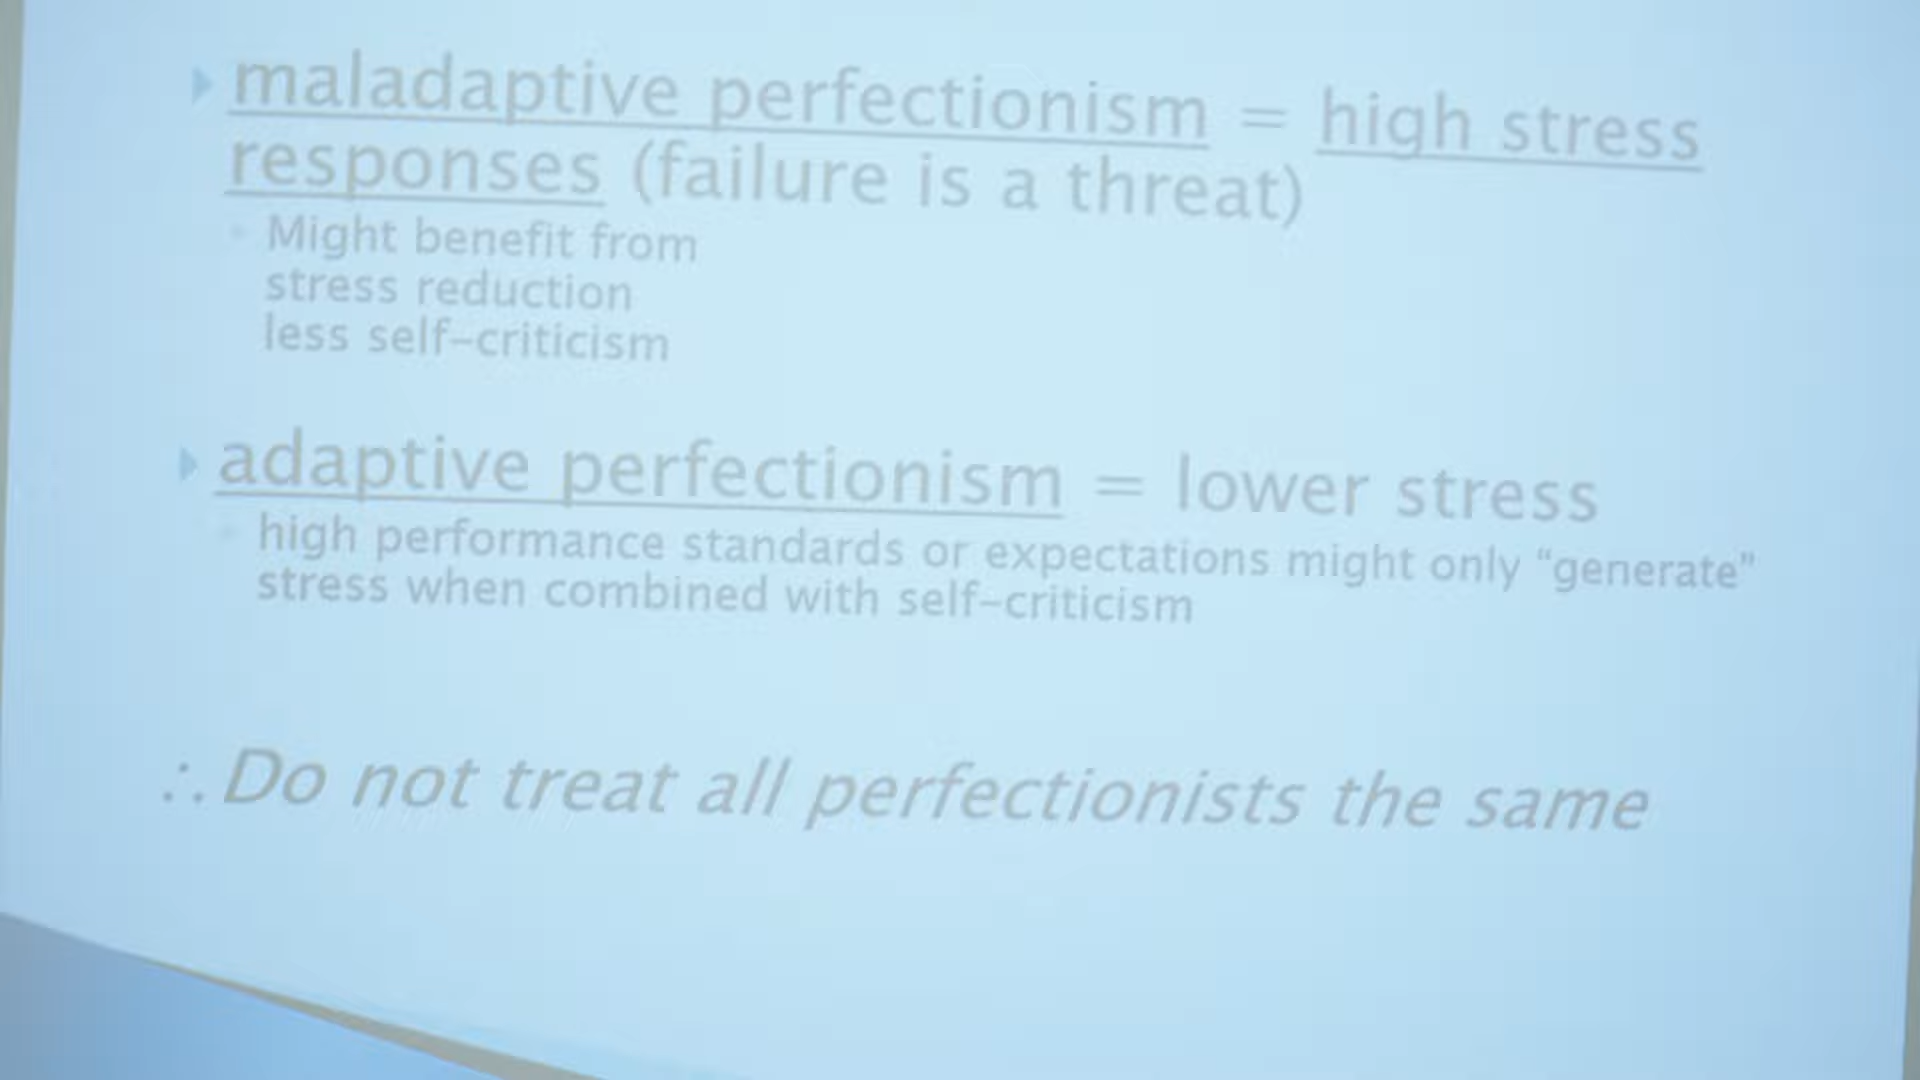 maladaptive perfectionism = high stress
responses (failure is a threat)
Might benefit from
stress reduction
less self-criticism
adaptive perfectionism = lower stress
high performance standards or expectations might only “generate”
stress when combined with self-criticism
∴ Do not treat all perfectionists the same